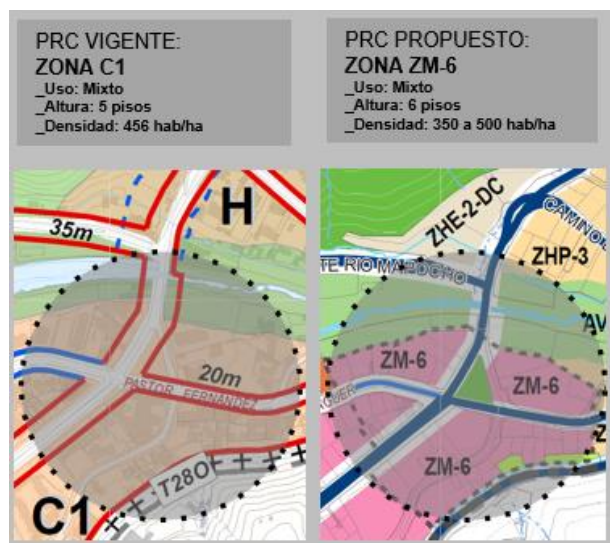 PRC VIGENTE:
ZONA C1
_Uso: Mixto
_Altura: 5 pisos
_Densidad: 456 hab/ha
PRC PROPUESTO:
ZONA ZM-6
_Uso: Mixto
_Altura: 6 pisos
_Densidad: 350 a 500 hab/ha
35m
H
20m
PASTOR FERNANDEZ
T28O
C1
ZHE-2-DC
CAMINO
ZHP-3
TE RIO MAPOCHO
AV
ZM-6
ZM-6
ZM-6